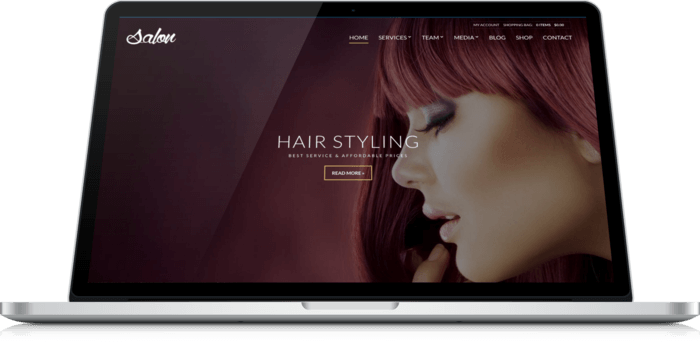 MY ACCOUNT SHOPPING BAG 0 ITEMS $0.00
Salon
HOME SERVICES TEAM MEDIA BLOG SHOP CONTACT
HAIR STYLING
BEST SERVICE & AFFORDABLE PRICES
READ MORE >